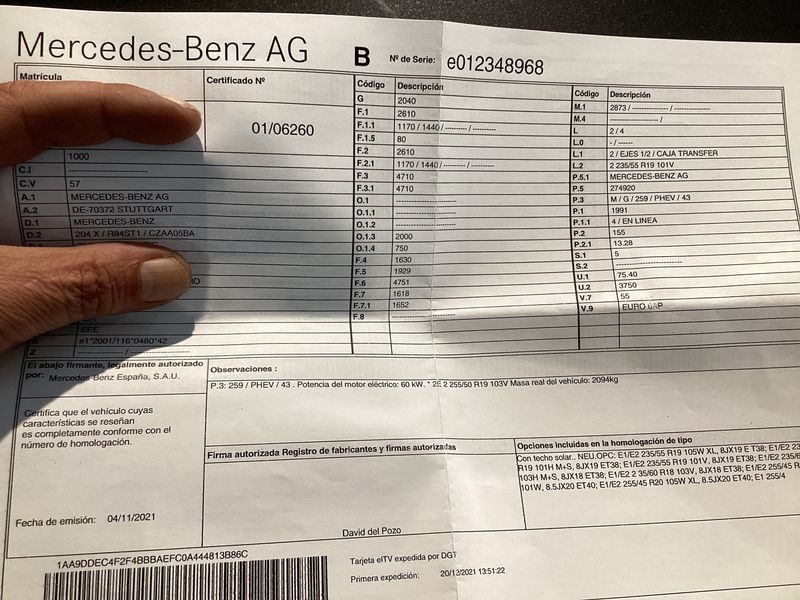 Mercedes-Benz AG
B
Nº de Serie: e012348968
Matrícula
Certificado Nº
01/06260
1000
C.I ----------
C.V 57
A.1 MERCEDES-BENZ AG
A.2 DE-70372 STUTTGART
D.1 MERCEDES-BENZ
D.2 204 X / R84ST1 / CZAA05BA
EEE
K e1*2001/116*0480*42
Z ---------- / ----------
Código Descripción
G 2040
F.1 2610
F.1.1 1170 / 1440 / ---------- / ----------
F.1.5 80
F.2 2610
F.2.1 1170 / 1440 / ---------- / ----------
F.3 4710
F.3.1 4710
O.1 ----------
O.1.1 ----------
O.1.2 ----------
O.1.3 2000
O.1.4 750
F.4 1630
F.5 1929
F.6 4751
F.7 1618
F.7.1 1652
F.8 ----------
Código Descripción
M.1 2873 / ---------- / ----------
M.4 ---------- /
L 2 / 4
L.0 - / ------
L.1 2 / EJES 1/2 / CAJA TRANSFER
L.2 2 235/55 R19 101V
P.5.1 MERCEDES-BENZ AG
P.5 274920
P.3 M / G / 259 / PHEV / 43
P.1 1991
P.1.1 4 / EN LINEA
P.2 155
P.2.1 13.28
S.1 5
S.2 ----------
U.1 75.40
U.2 3750
V.7 55
V.9 EURO 6AP
El abajo firmante, legalmente autorizado
por: Mercedes Benz España, S.A.U.
Certifica que el vehículo cuyas
características se reseñan
es completamente conforme con el
número de homologación.
Fecha de emisión: 04/11/2021
Observaciones :
P.3: 259 / PHEV / 43 . Potencia del motor eléctrico: 60 kW. * 2E 2 255/50 R19 103V Masa real del vehículo: 2094kg
Firma autorizada Registro de fabricantes y firmas autorizadas
David del Pozo
Opciones incluidas en la homologación de tipo
Con techo solar.. NEU.OPC: E1/E2 235/55 R19 105W XL, 8JX19 E T38; E1/E2 235/6
R19 101H M+S, 8JX19 ET38; E1/E2 235/55 R19 101V, 8JX19 ET38; E1/E2 235/6
103H M+S, 8JX18 ET38; E1/E2 2 35/60 R18 103V, 8JX18 ET38; E1/E2 255/45 R
101W, 8.5JX20 ET40; E1/E2 255/45 R20 105W XL, 8.5JX20 ET40; E1 255/4
1AA9DDEC4F2F4BBBAEFC0A444813B86C
Tarjeta eITV expedida por DGT
Primera expedición: 20/12/2021 13:51:22